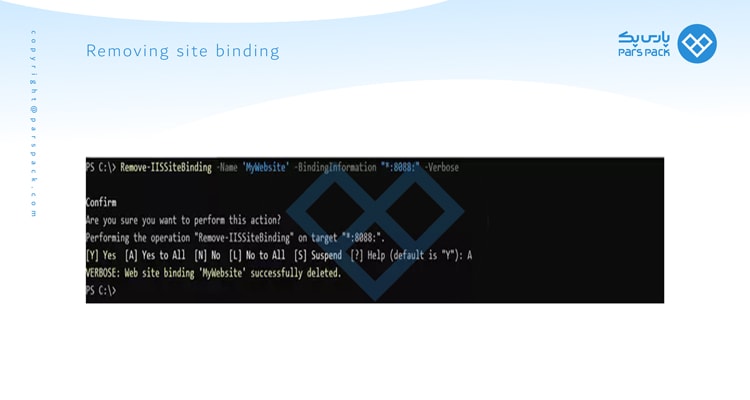 Removing site binding
پارس پک
Pars Pack
copyright@parspack.com
PS C:\> Remove-IISSiteBinding -Name 'MyWebsite' -BindingInformation "*:8088:" -Verbose
Confirm
Are you sure you want to perform this action?
Performing the operation "Remove-IISSiteBinding" on target "*:8088:".
[Y] Yes  [A] Yes to All  [N] No  [L] No to All  [S] Suspend  [?] Help (default is "Y"): A
VERBOSE: Web site binding 'MyWebsite' successfully deleted.
PS C:\>